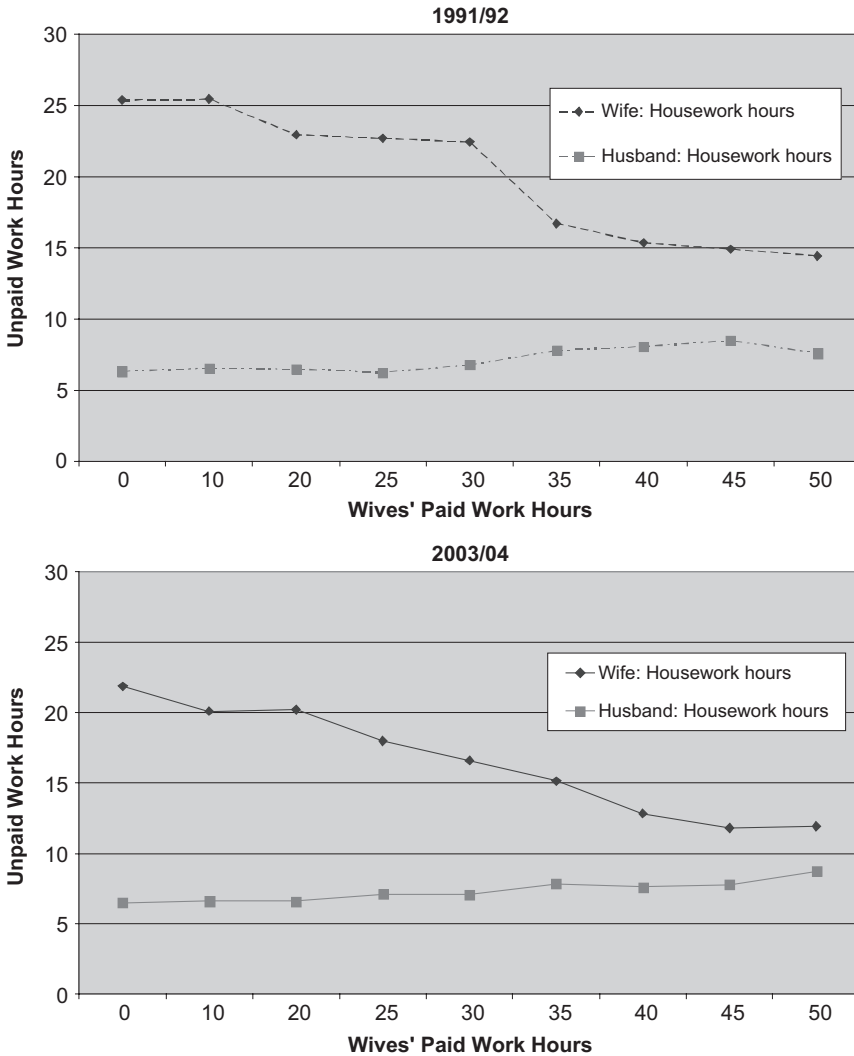 1991/92
30
25
20
15
10
5
0
Unpaid Work Hours
Wife: Housework hours
Husband: Housework hours
0 10 20 25 30 35 40 45 50
Wives' Paid Work Hours
2003/04
30
25
20
15
10
5
0
Unpaid Work Hours
Wife: Housework hours
Husband: Housework hours
0 10 20 25 30 35 40 45 50
Wives' Paid Work Hours